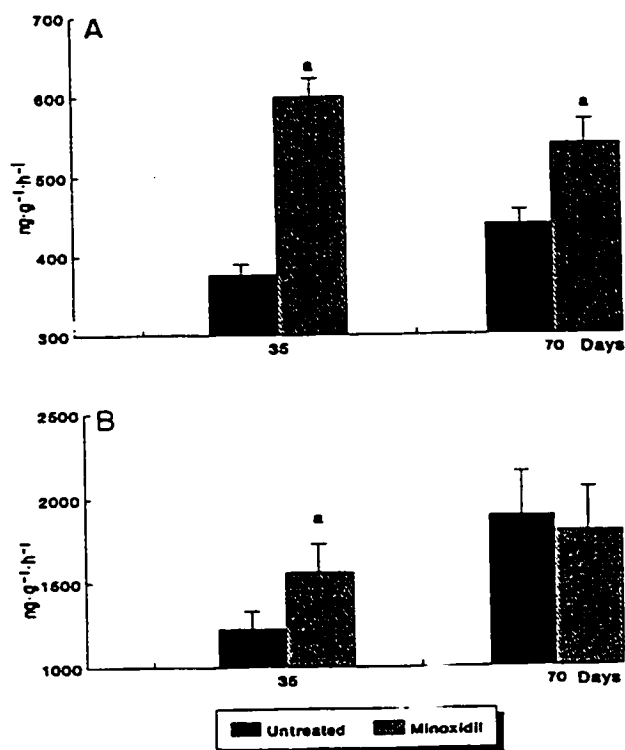 A
700
600
500
400
300
ng·g⁻¹·h⁻¹
a
a
35
70 Days
B
2500
2000
1500
1000
ng·g⁻¹·h⁻¹
a
35
70 Days
Untreated Minoxidil